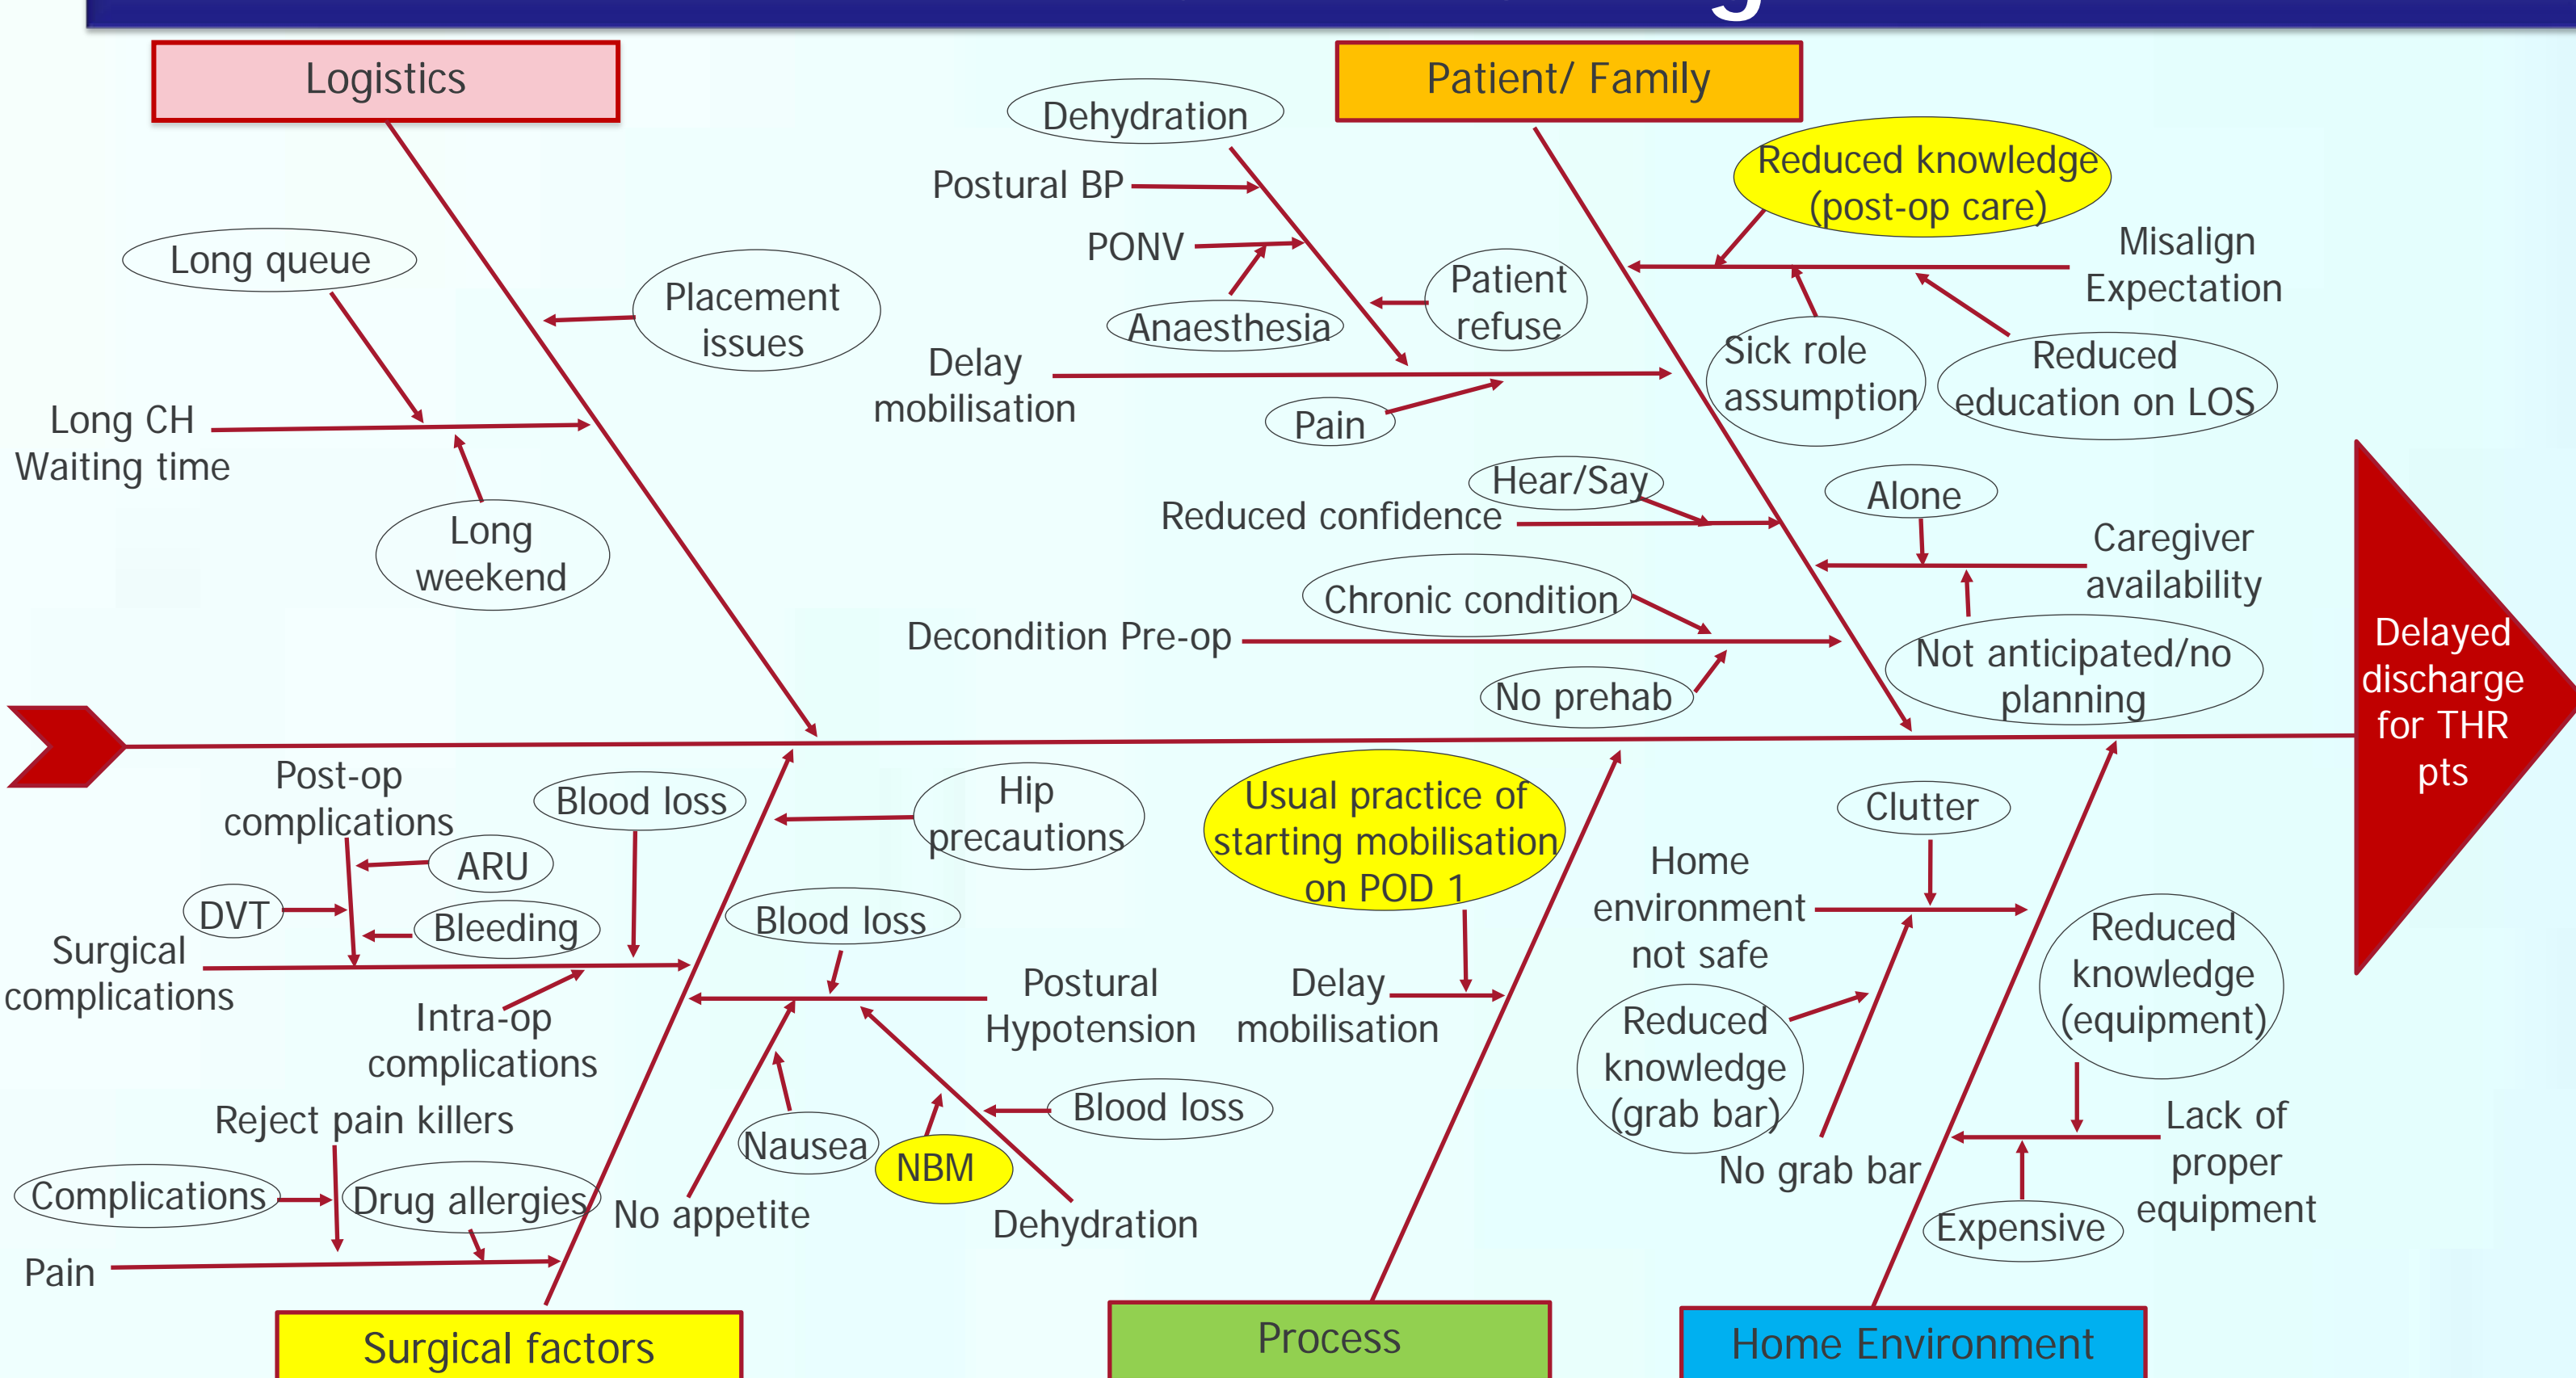 Logistics
Patient/ Family
Dehydration
Postural BP
PONV
Anaesthesia
Patient
refuse
Delay
mobilisation
Pain
Reduced knowledge
(post-op care)
Misalign
Expectation
Sick role
assumption
Reduced
education on LOS
Long queue
Placement
issues
Long CH
Waiting time
Long
weekend
Hear/Say
Reduced confidence
Alone
Caregiver
availability
Chronic condition
Decondition Pre-op
No prehab
Not anticipated/no
planning
Delayed
discharge
for THR
pts
Post-op
complications
ARU
DVT
Bleeding
Blood loss
Surgical
complications
Intra-op
complications
Hip
precautions
Blood loss
Postural
Hypotension
Nausea
NBM
Blood loss
No appetite
Dehydration
Reject pain killers
Complications
Drug allergies
Pain
Usual practice of
starting mobilisation
on POD 1
Delay
mobilisation
Clutter
Home
environment
not safe
Reduced
knowledge
(grab bar)
No grab bar
Reduced
knowledge
(equipment)
Lack of
proper
equipment
Expensive
Surgical factors
Process
Home Environment